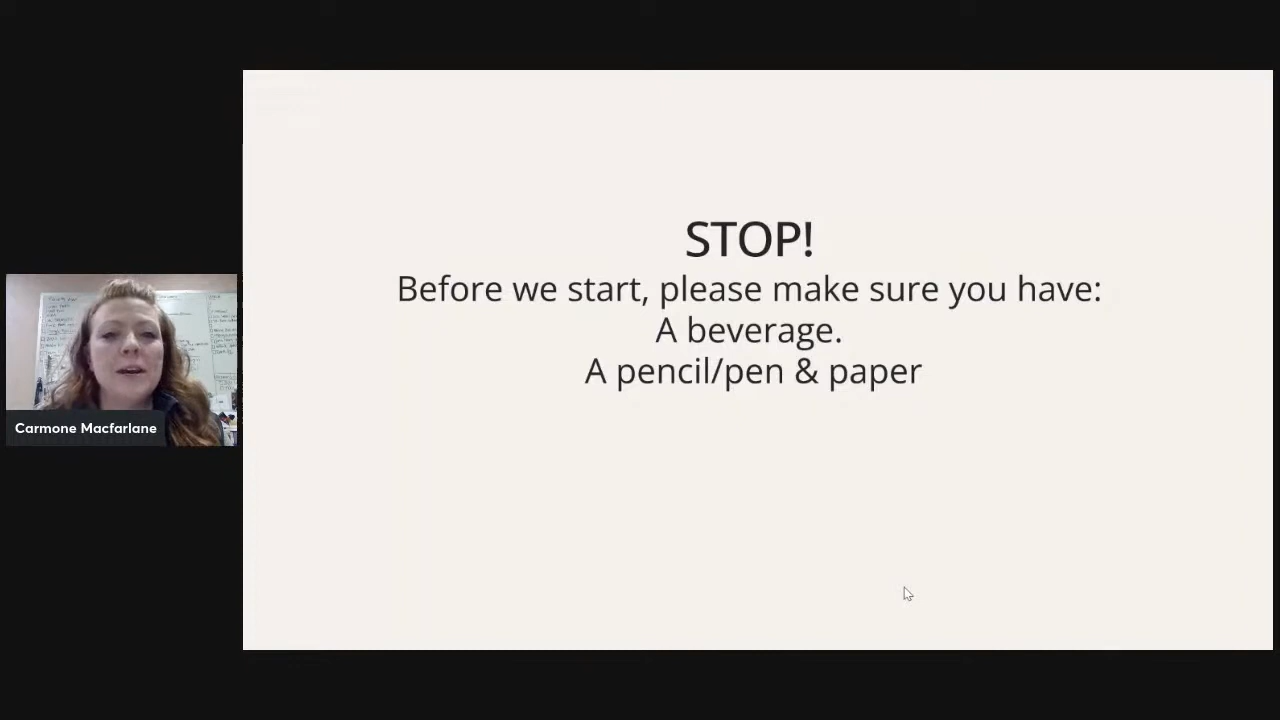 STOP!
Before we start, please make sure you have:
A beverage.
A pencil/pen & paper
Carmone Macfarlane